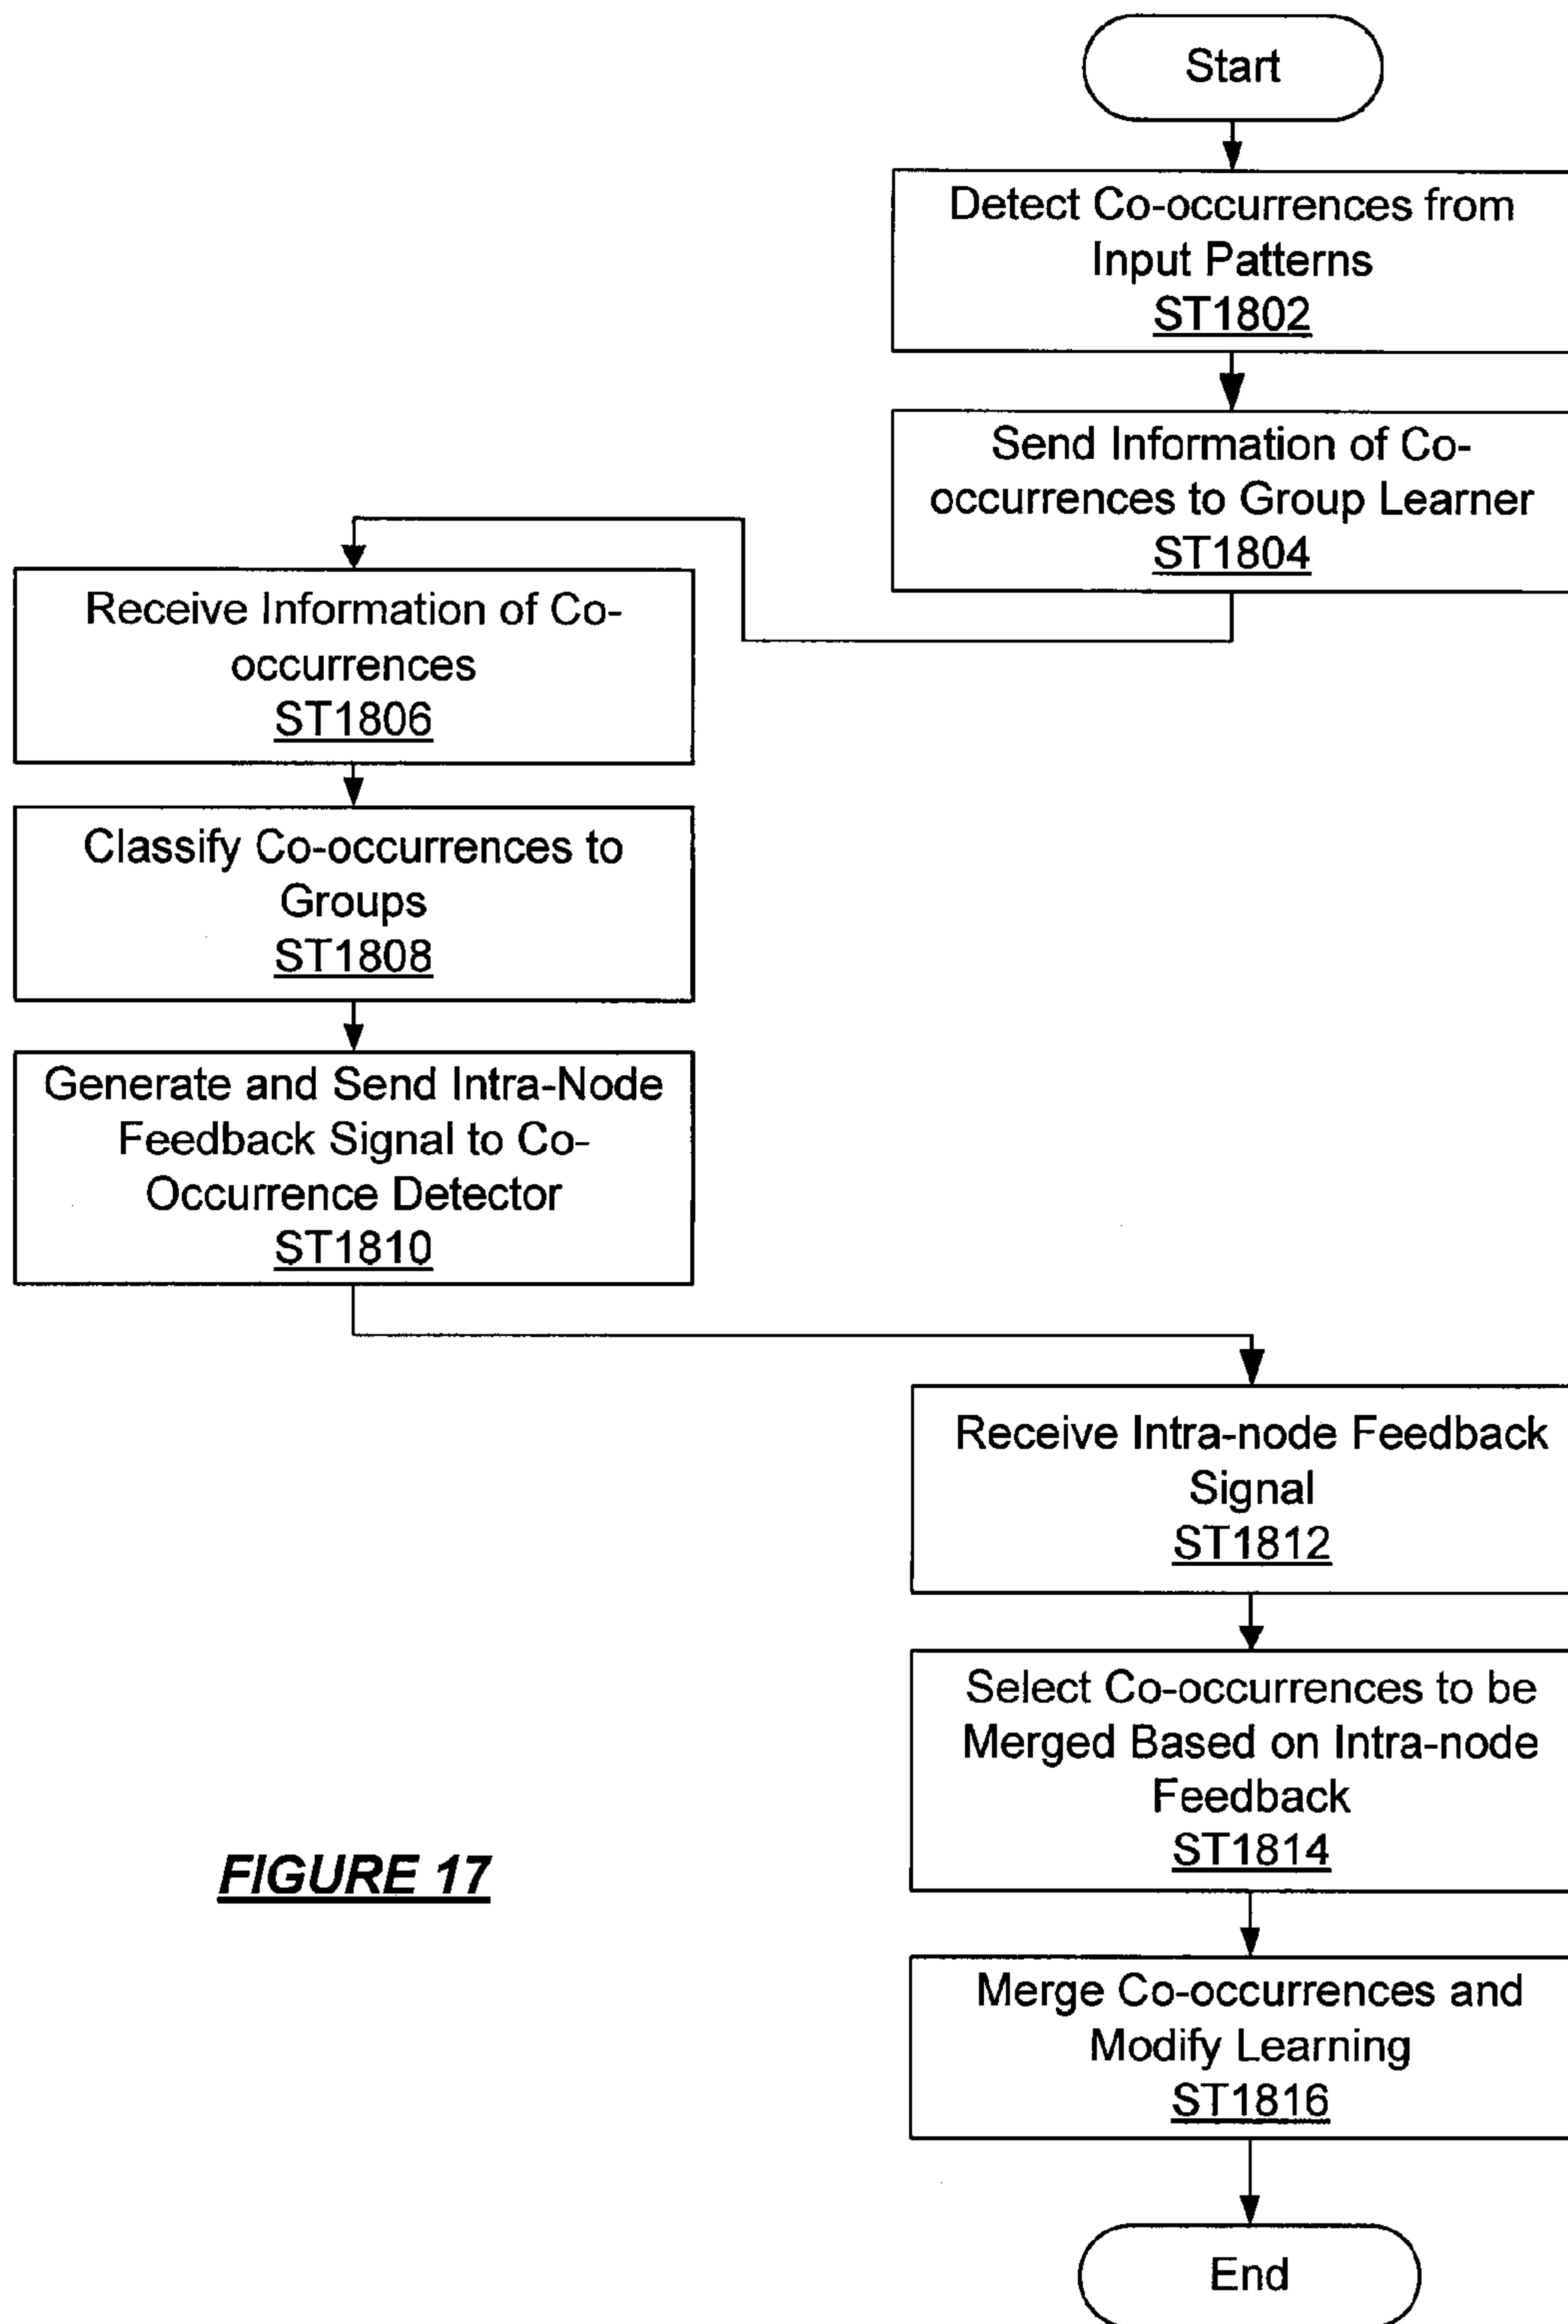 Start
Detect Co-occurrences from
Input Patterns
ST1802
Send Information of Co-
occurrences to Group Learner
ST1804
Receive Information of Co-
occurrences
ST1806
Classify Co-occurrences to
Groups
ST1808
Generate and Send Intra-Node
Feedback Signal to Co-
Occurrence Detector
ST1810
Receive Intra-node Feedback
Signal
ST1812
Select Co-occurrences to be
Merged Based on Intra-node
Feedback
ST1814
Merge Co-occurrences and
Modify Learning
ST1816
End
FIGURE 17